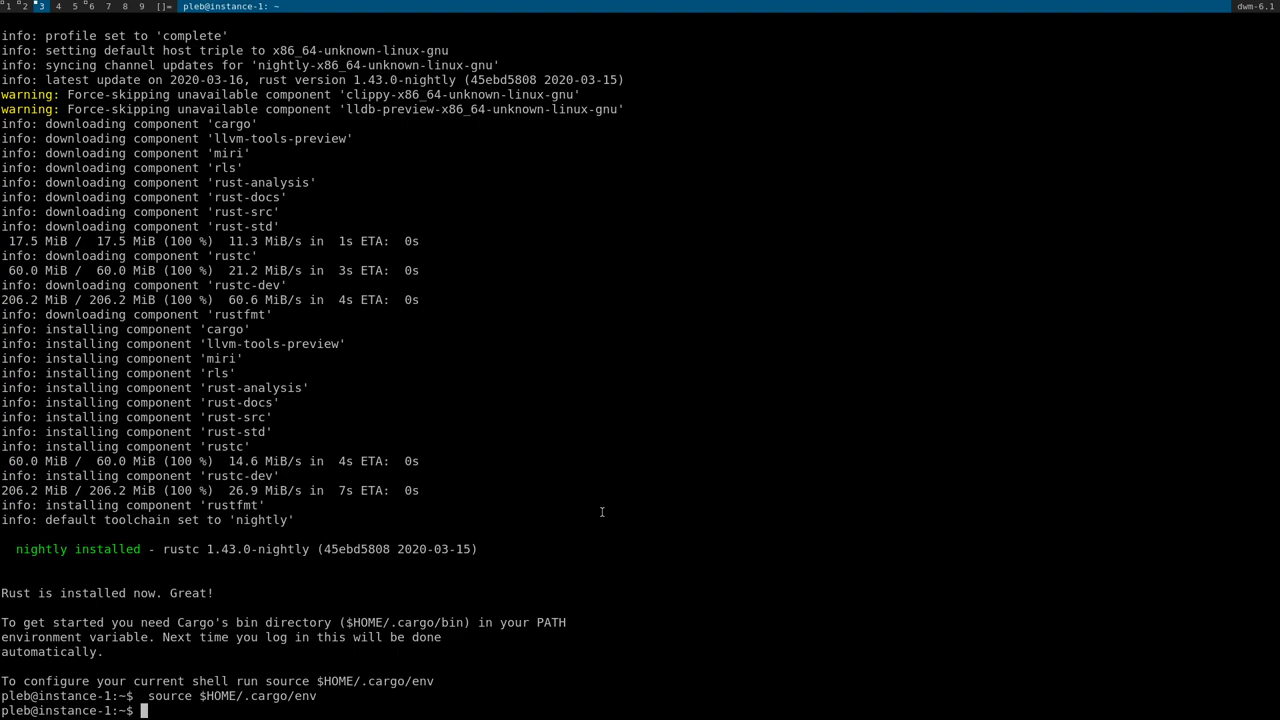 1 2 3 4 5 6 7 8 9 []= pleb@instance-1: ~ dwm-6.1
info: profile set to 'complete'
info: setting default host triple to x86_64-unknown-linux-gnu
info: syncing channel updates for 'nightly-x86_64-unknown-linux-gnu'
info: latest update on 2020-03-16, rust version 1.43.0-nightly (45ebd5808 2020-03-15)
warning: Force-skipping unavailable component 'clippy-x86_64-unknown-linux-gnu'
warning: Force-skipping unavailable component 'lldb-preview-x86_64-unknown-linux-gnu'
info: downloading component 'cargo'
info: downloading component 'llvm-tools-preview'
info: downloading component 'miri'
info: downloading component 'rls'
info: downloading component 'rust-analysis'
info: downloading component 'rust-docs'
info: downloading component 'rust-src'
info: downloading component 'rust-std'
 17.5 MiB /  17.5 MiB (100 %)  11.3 MiB/s in  1s ETA:  0s
info: downloading component 'rustc'
 60.0 MiB /  60.0 MiB (100 %)  21.2 MiB/s in  3s ETA:  0s
info: downloading component 'rustc-dev'
206.2 MiB / 206.2 MiB (100 %)  60.6 MiB/s in  4s ETA:  0s
info: downloading component 'rustfmt'
info: installing component 'cargo'
info: installing component 'llvm-tools-preview'
info: installing component 'miri'
info: installing component 'rls'
info: installing component 'rust-analysis'
info: installing component 'rust-docs'
info: installing component 'rust-src'
info: installing component 'rust-std'
info: installing component 'rustc'
 60.0 MiB /  60.0 MiB (100 %)  14.6 MiB/s in  4s ETA:  0s
info: installing component 'rustc-dev'
206.2 MiB / 206.2 MiB (100 %)  26.9 MiB/s in  7s ETA:  0s
info: installing component 'rustfmt'
info: default toolchain set to 'nightly'
  nightly installed - rustc 1.43.0-nightly (45ebd5808 2020-03-15)
Rust is installed now. Great!
To get started you need Cargo's bin directory ($HOME/.cargo/bin) in your PATH
environment variable. Next time you log in this will be done
automatically.
To configure your current shell run source $HOME/.cargo/env
pleb@instance-1:~$  source $HOME/.cargo/env
pleb@instance-1:~$